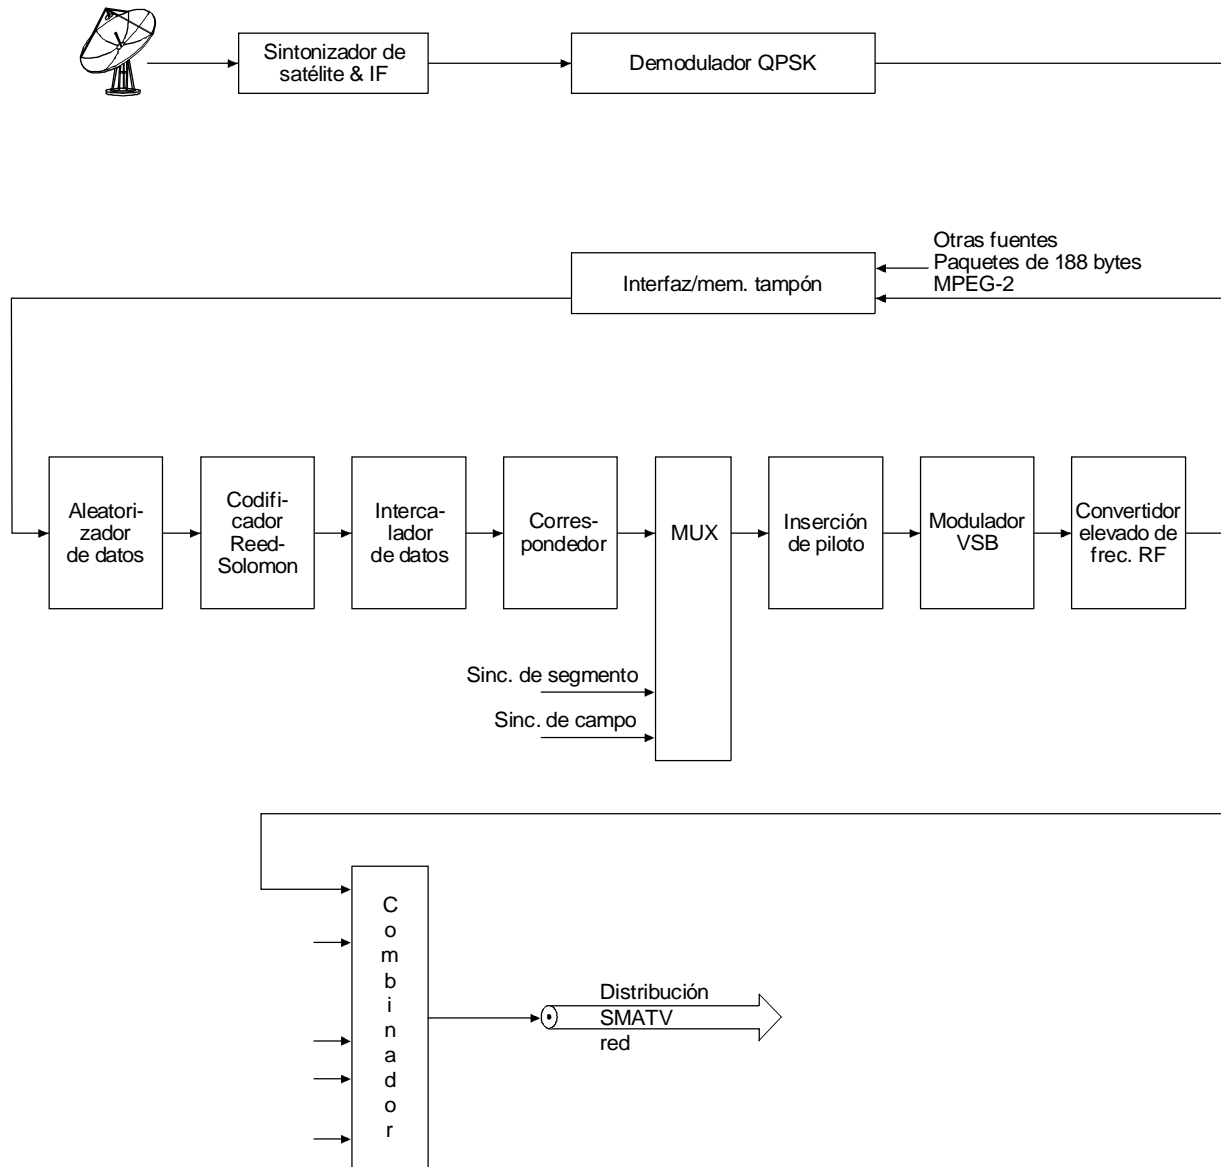 Sintonizador de
satélite & IF
Demodulador QPSK
Otras fuentes
Paquetes de 188 bytes
MPEG-2
Interfaz/mem. tampón
Aleatori-
zador
de datos
Codifi-
cador
Reed-
Solomon
Interca-
lador
de datos
Corres-
pondedor
MUX
Inserción
de piloto
Modulador
VSB
Convertidor
elevado de
frec. RF
Sinc. de segmento
Sinc. de campo
Combinador
Distribución
SMATV
red